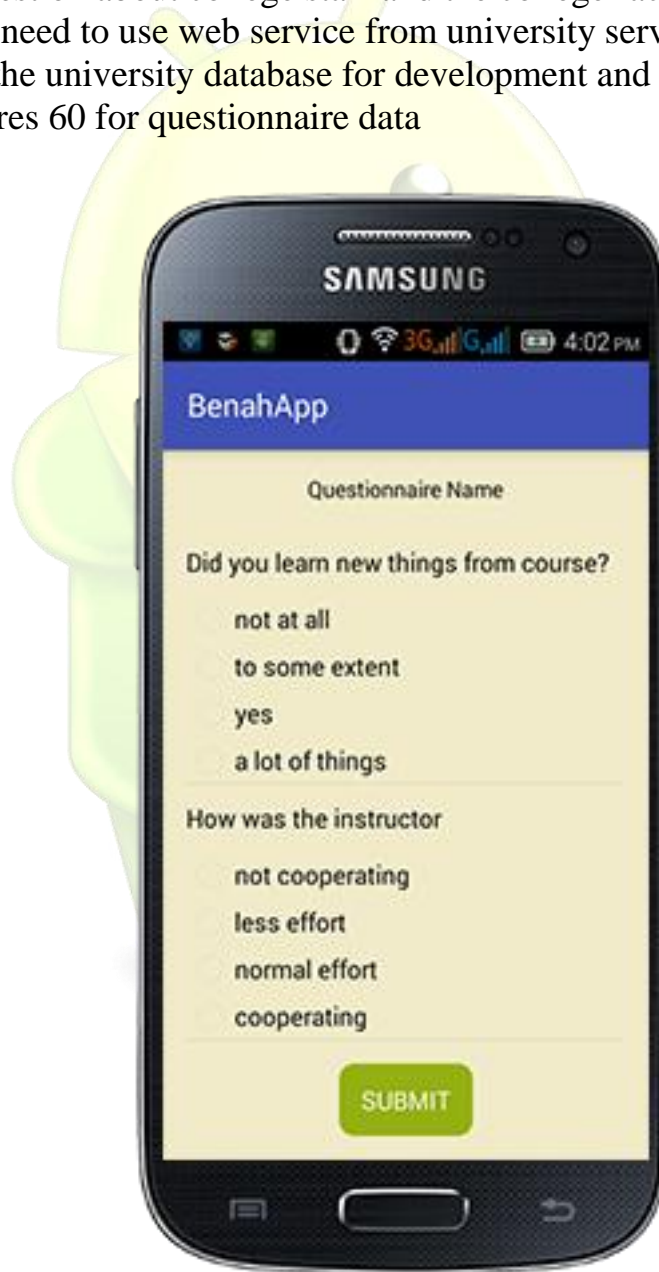 need to use web service from university serv
he university database for development and
res 60 for questionnaire data
SAMSUNG
3G G 4:02 PM
BenahApp
Questionnaire Name
Did you learn new things from course?
not at all
to some extent
yes
a lot of things
How was the instructor
not cooperating
less effort
normal effort
cooperating
SUBMIT